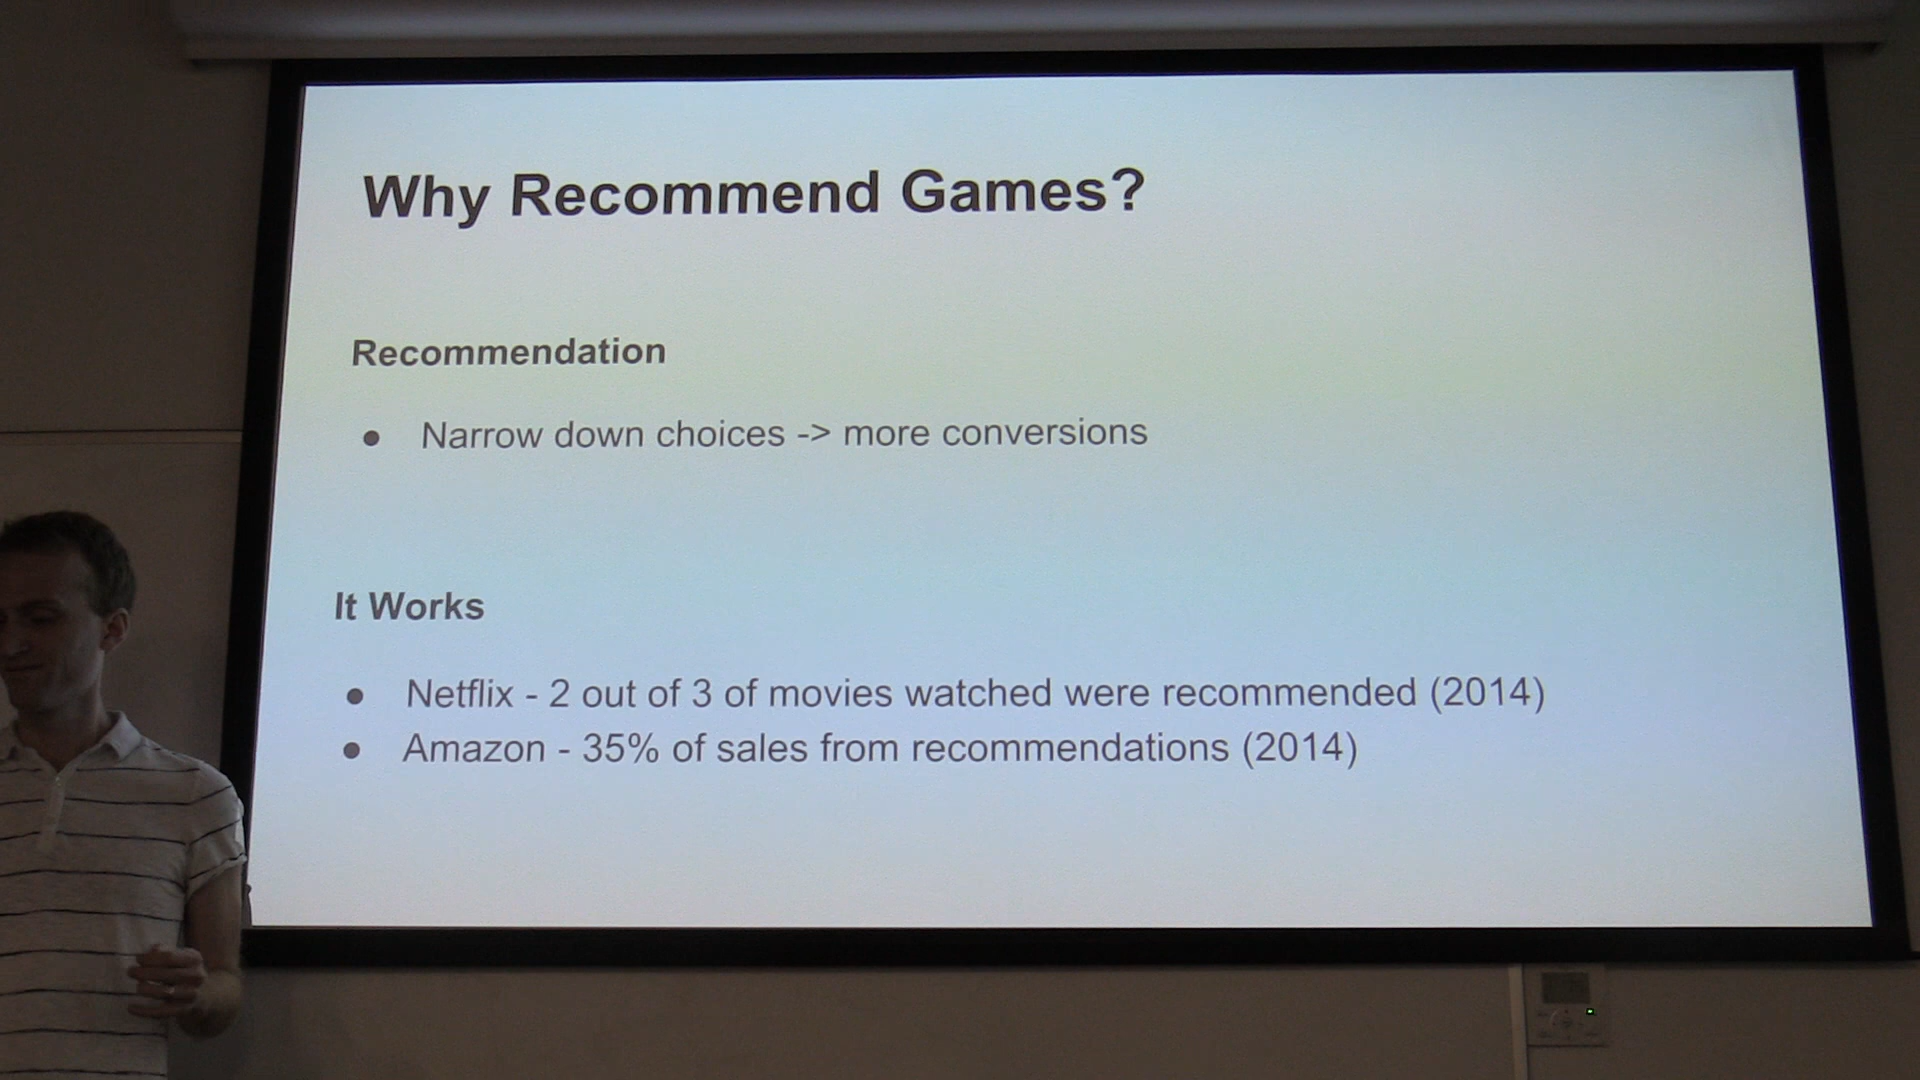 Why Recommend Games?
Recommendation
● Narrow down choices -> more conversions
It Works
● Netflix - 2 out of 3 of movies watched were recommended (2014)
● Amazon - 35% of sales from recommendations (2014)